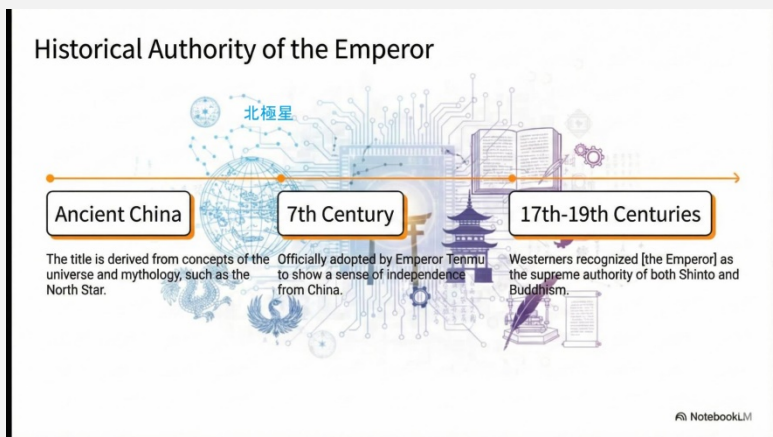 Historical Authority of the Emperor
北極星
Ancient China
7th Century
17th-19th Centuries
The title is derived from concepts of the
universe and mythology, such as the
North Star.
Officially adopted by Emperor Tenmu
to show a sense of independence
from China.
Westerners recognized [the Emperor] as
the supreme authority of both Shinto and
Buddhism.
NotebookLM